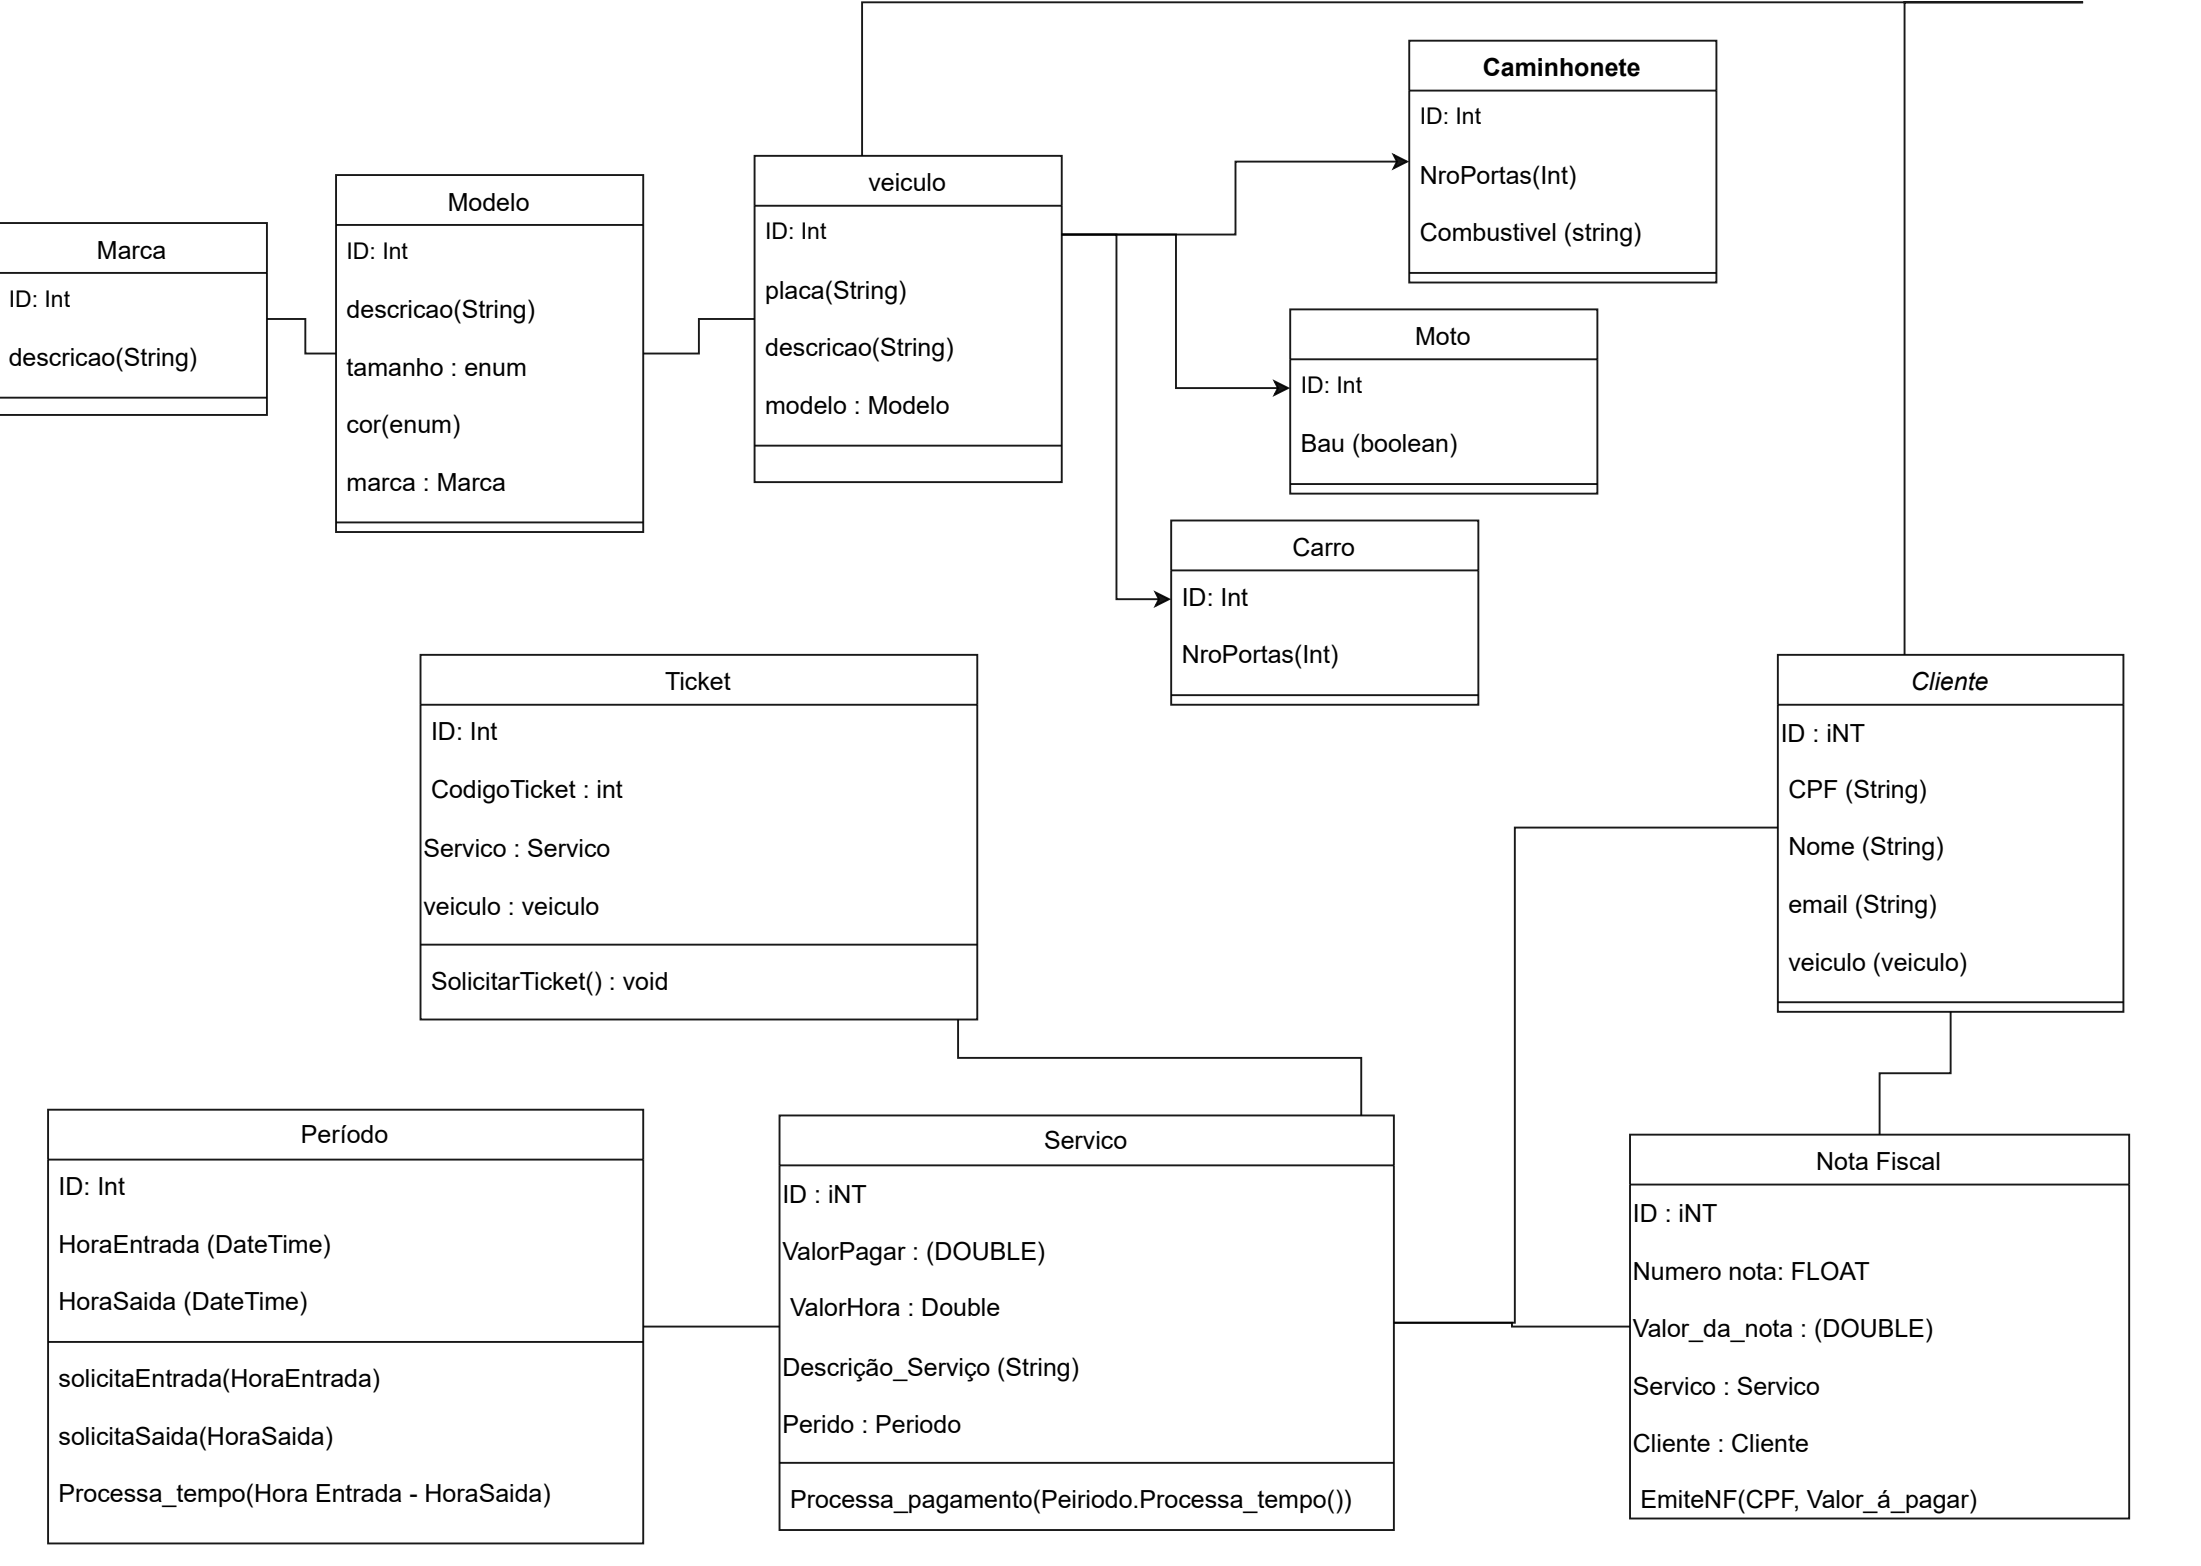 Caminhonete
ID: Int
NroPortas(Int)
Combustivel (string)
veiculo
ID: Int
placa(String)
descricao(String)
modelo : Modelo
Modelo
ID: Int
descricao(String)
tamanho : enum
cor(enum)
marca : Marca
Marca
ID: Int
descricao(String)
Moto
ID: Int
Bau (boolean)
Carro
ID: Int
NroPortas(Int)
Ticket
ID: Int
CodigoTicket : int
Servico : Servico
veiculo : veiculo
SolicitarTicket() : void
Cliente
ID : iNT
CPF (String)
Nome (String)
email (String)
veiculo (veiculo)
Período
ID: Int
HoraEntrada (DateTime)
HoraSaida (DateTime)
solicitaEntrada(HoraEntrada)
solicitaSaida(HoraSaida)
Processa_tempo(Hora Entrada - HoraSaida)
Servico
ID : iNT
ValorPagar : (DOUBLE)
ValorHora : Double
Descrição_Serviço (String)
Perido : Periodo
Processa_pagamento(Peiriodo.Processa_tempo())
Nota Fiscal
ID : iNT
Numero nota: FLOAT
Valor_da_nota : (DOUBLE)
Servico : Servico
Cliente : Cliente
EmiteNF(CPF, Valor_á_pagar)